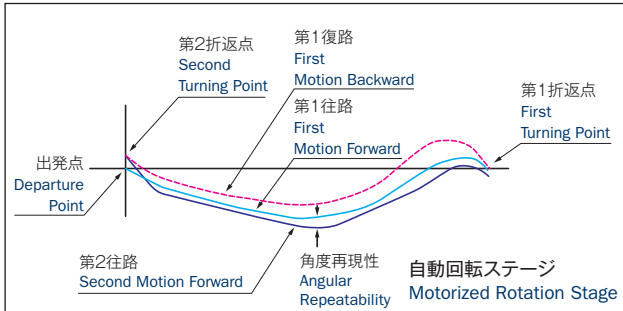 第2折返点
Second
Turning Point
第1復路
First
Motion Backward
第1往路
First
Motion Forward
第1折返点
First
Turning Point
出発点
Departure
Point
第2往路
Second Motion Forward
角度再現性
Angular
Repeatability
自動回転ステージ
Motorized Rotation Stage